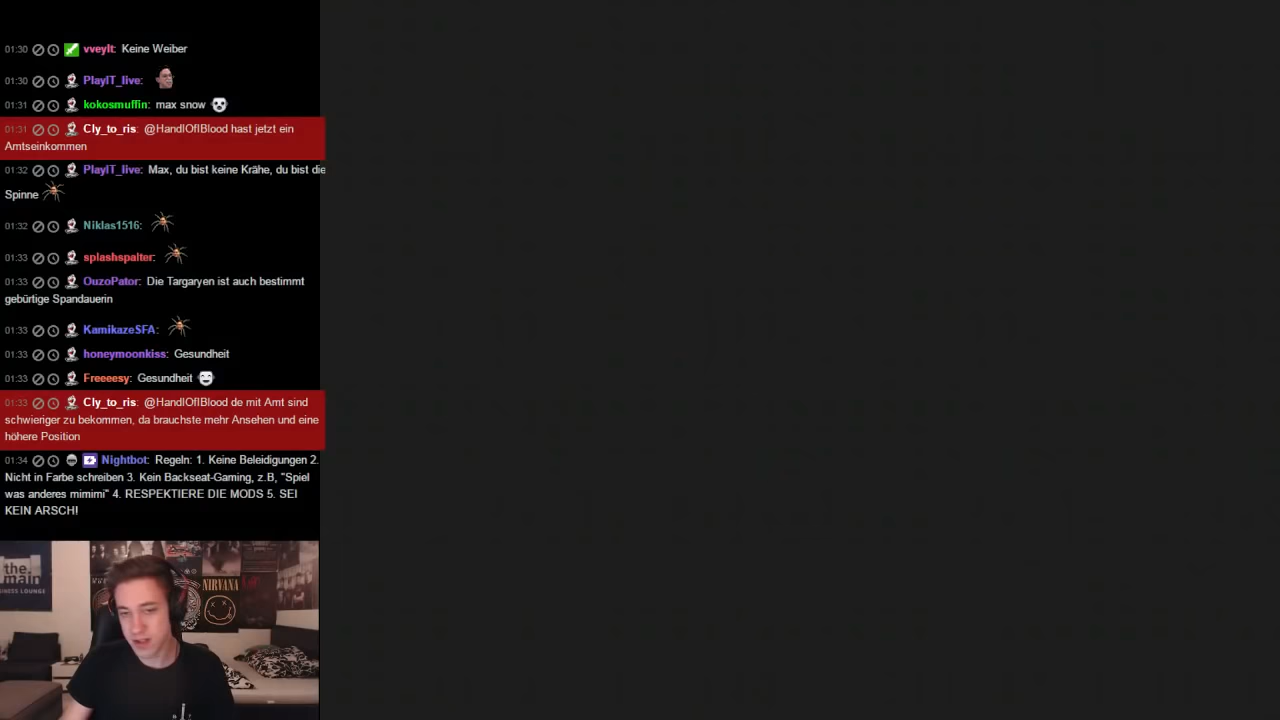 01:30 vveylt: Keine Weiber
01:30 PlayIT_live:
01:31 kokosmuffin: max snow
01:31 Cly_to_ris: @HandIOfIBlood hast jetzt ein
Amtseinkommen
01:32 PlayIT_live: Max, du bist keine Krähe, du bist die
Spinne
01:32 Niklas1516:
01:33 splashspalter:
01:33 OuzoPator: Die Targaryen ist auch bestimmt
gebürtige Spandauerin
01:33 KamikazeSFA:
01:33 honeymoonkiss: Gesundheit
01:33 Freeeesy: Gesundheit
01:33 Cly_to_ris: @HandIOfIBlood de mit Amt sind
schwieriger zu bekommen, da brauchste mehr Ansehen und eine
höhere Position
01:34 Nightbot: Regeln: 1. Keine Beleidigungen 2.
Nicht in Farbe schreiben 3. Kein Backseat-Gaming, z.B, "Spiel
was anderes mimimi" 4. RESPEKTIERE DIE MODS 5. SEI
KEIN ARSCH!
the
main
NESS LOUNGE
NIRVANA